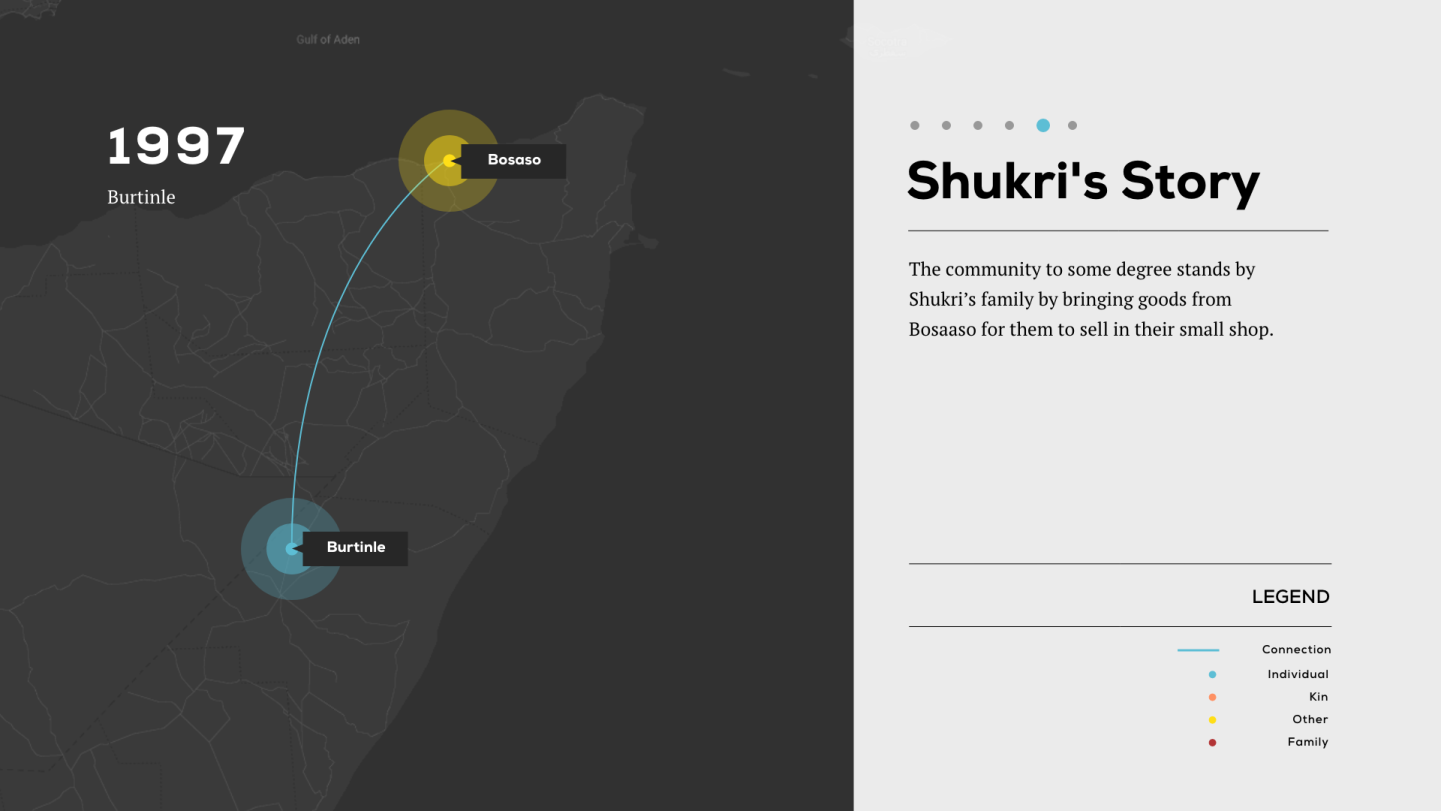 Gulf of Aden
1997
Burtinle
Bosaso
Burtinle
Shukri's Story
The community to some degree stands by
Shukri’s family by bringing goods from
Bosaaso for them to sell in their small shop.
LEGEND
Connection
Individual
Kin
Other
Family